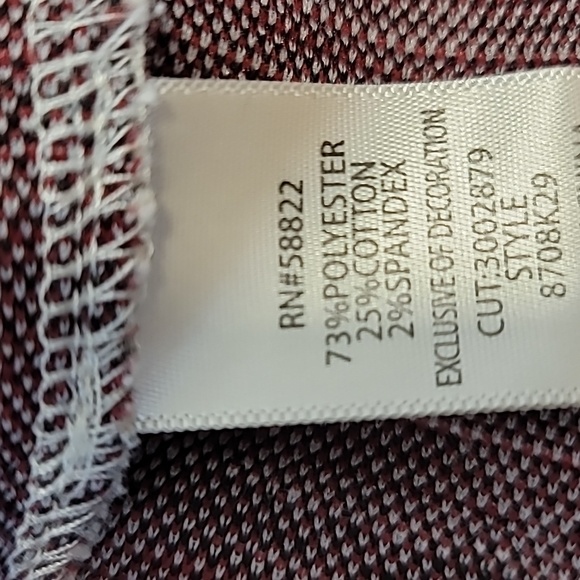 RN#58822
73%POLYESTER
25%COTTON
2%SPANDEX
EXCLUSIVE OF DECORATION
CUT:3002879
STYLE
8708K29